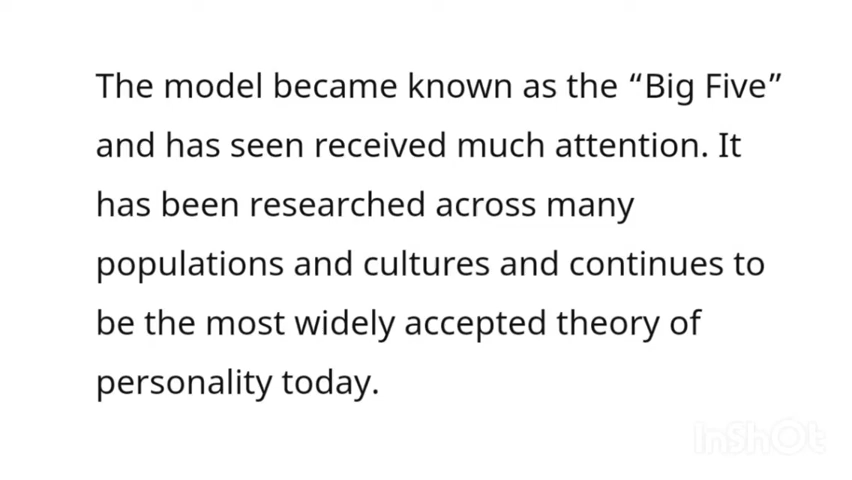 The model became known as the “Big Five”
and has seen received much attention. It
has been researched across many
populations and cultures and continues to
be the most widely accepted theory of
personality today.
InShOt